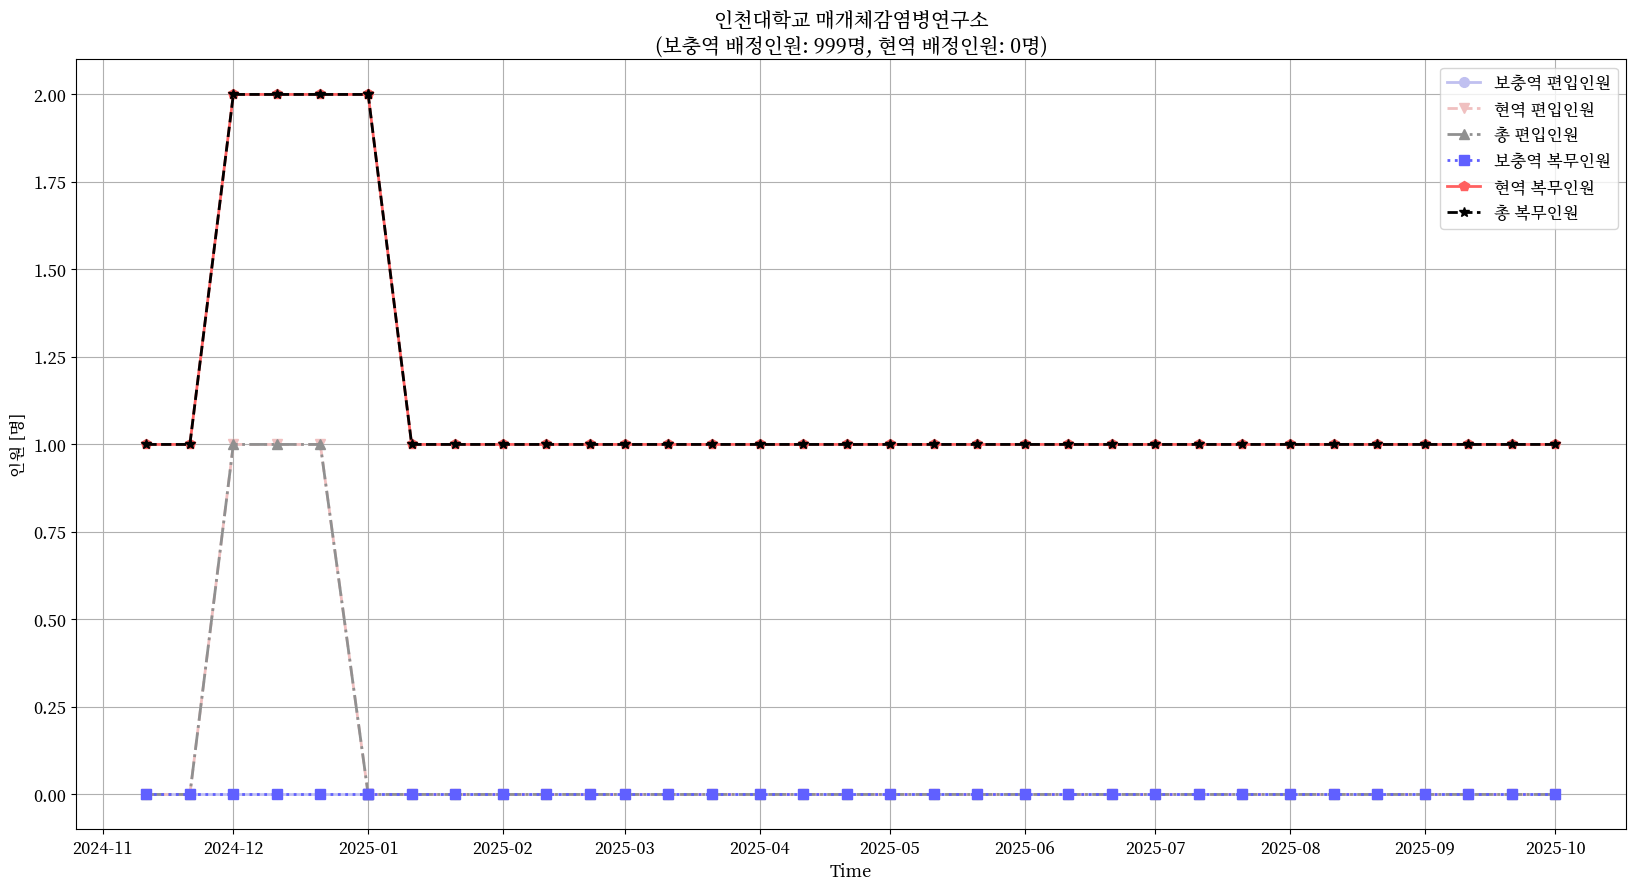 인천대학교 매개체감염병연구소
(보충역 배정인원: 999명, 현역 배정인원: 0명)
보충역 편입인원
현역 편입인원
총 편입인원
보충역 복무인원
현역 복무인원
총 복무인원
인원 [명]
2.00
1.75
1.50
1.25
1.00
0.75
0.50
0.25
0.00
2024-11 2024-12 2025-01 2025-02 2025-03 2025-04 2025-05 2025-06 2025-07 2025-08 2025-09 2025-10
Time